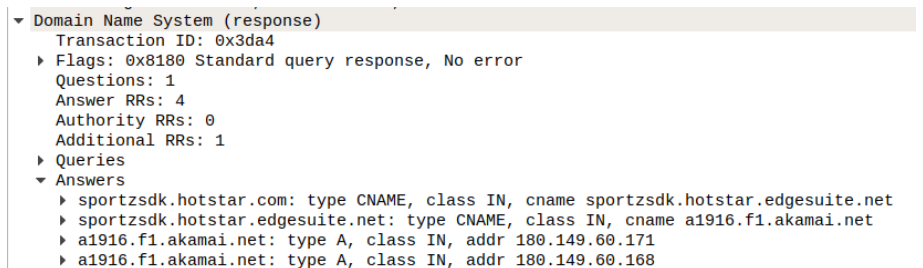 Domain Name System (response)
Transaction ID: 0x3da4
Flags: 0x8180 Standard query response, No error
Questions: 1
Answer RRs: 4
Authority RRs: 0
Additional RRs: 1
Queries
Answers
sportzsdk.hotstar.com: type CNAME, class IN, cname sportzsdk.hotstar.edgesuite.net
sportzsdk.hotstar.edgesuite.net: type CNAME, class IN, cname a1916.f1.akamai.net
a1916.f1.akamai.net: type A, class IN, addr 180.149.60.171
a1916.f1.akamai.net: type A, class IN, addr 180.149.60.168